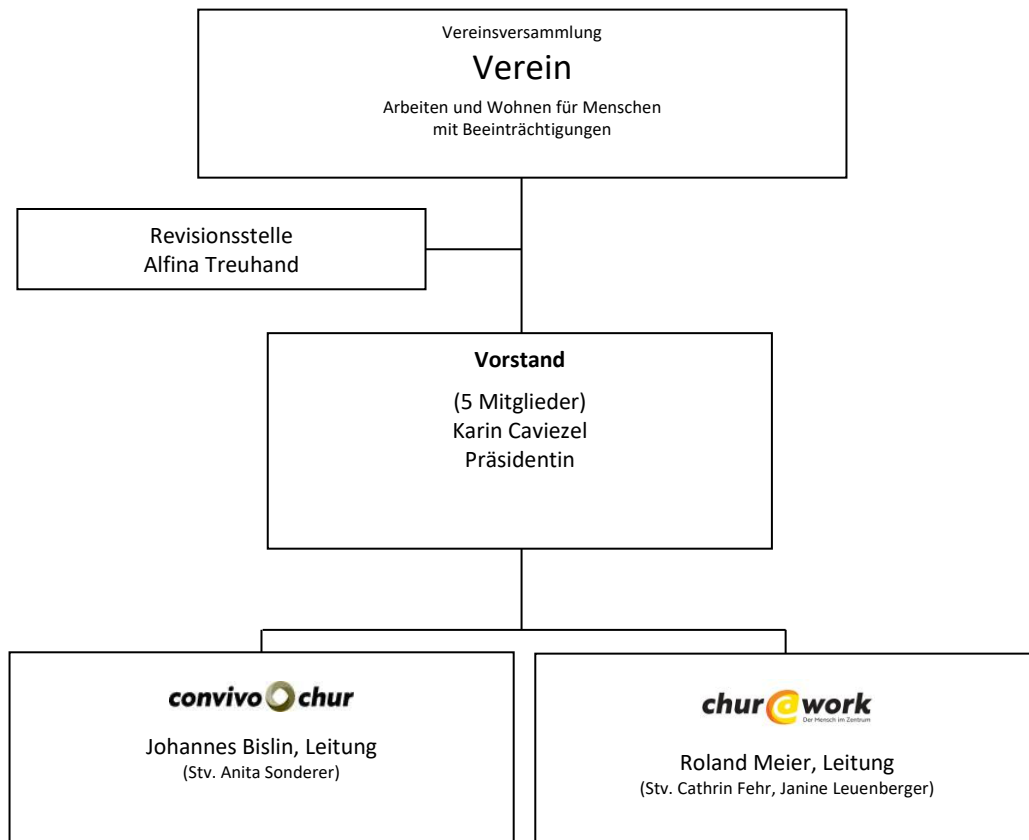 Vereinsversammlung
Verein
Arbeiten und Wohnen für Menschen
mit Beeinträchtigungen
Revisionsstelle
Alfina Treuhand
Vorstand
(5 Mitglieder)
Karin Caviezel
Präsidentin
convivo chur
Johannes Bislin, Leitung
(Stv. Anita Sonderer)
chur@work
Der Mensch im Zentrum
Roland Meier, Leitung
(Stv. Cathrin Fehr, Janine Leuenberger)